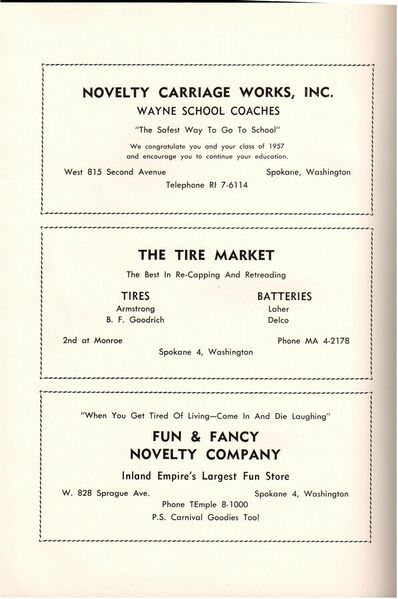 NOVELTY CARRIAGE WORKS, INC.
WAYNE SCHOOL COACHES
"The Safest Way To Go To School"
We congratulate you and your class of 1957
and encourage you to continue your education.
West 815 Second Avenue Spokane, Washington
Telephone RI 7-6114
THE TIRE MARKET
The Best In Re-Capping And Retreading
TIRES BATTERIES
Armstrong Laher
B. F. Goodrich Delco
2nd at Monroe Phone MA 4-2178
Spokane 4, Washington
"When You Get Tired Of Living—Come In And Die Laughing"
FUN & FANCY
NOVELTY COMPANY
Inland Empire's Largest Fun Store
W. 828 Sprague Ave. Spokane 4, Washington
Phone TEmple 8-1000
P.S. Carnival Goodies Too!